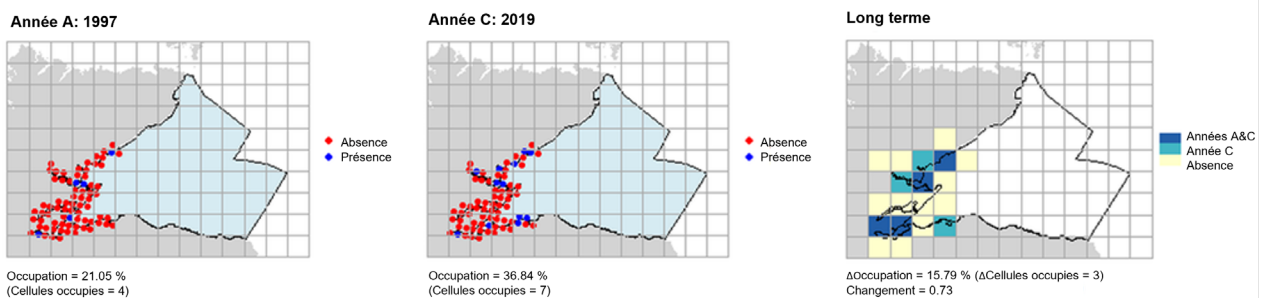 Année A: 1997
Absence
Présence
Occupation = 21.05 %
(Cellules occupies = 4)
Année C: 2019
Absence
Présence
Occupation = 36.84 %
(Cellules occupies = 7)
Long terme
Années A&C
Année C
Absence
ΔOccupation = 15.79 % (ΔCellules occupies = 3)
Changement = 0.73